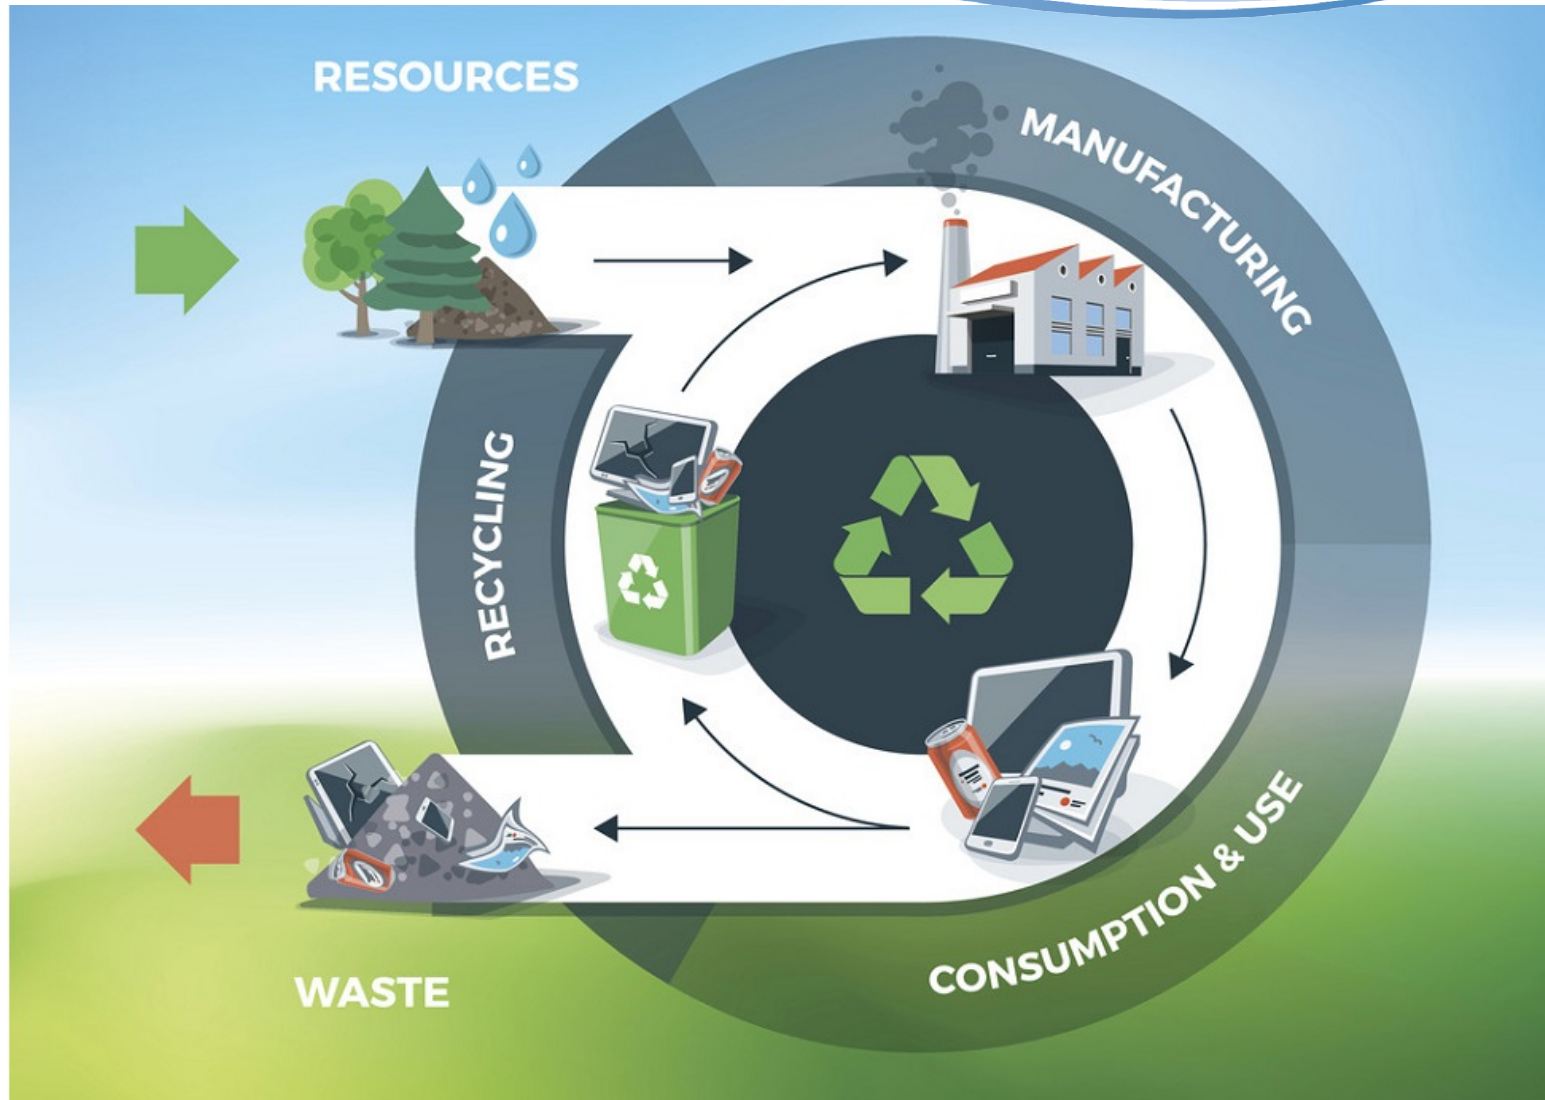 RESOURCES
MANUFACTURING
RECYCLING
CONSUMPTION & USE
WASTE